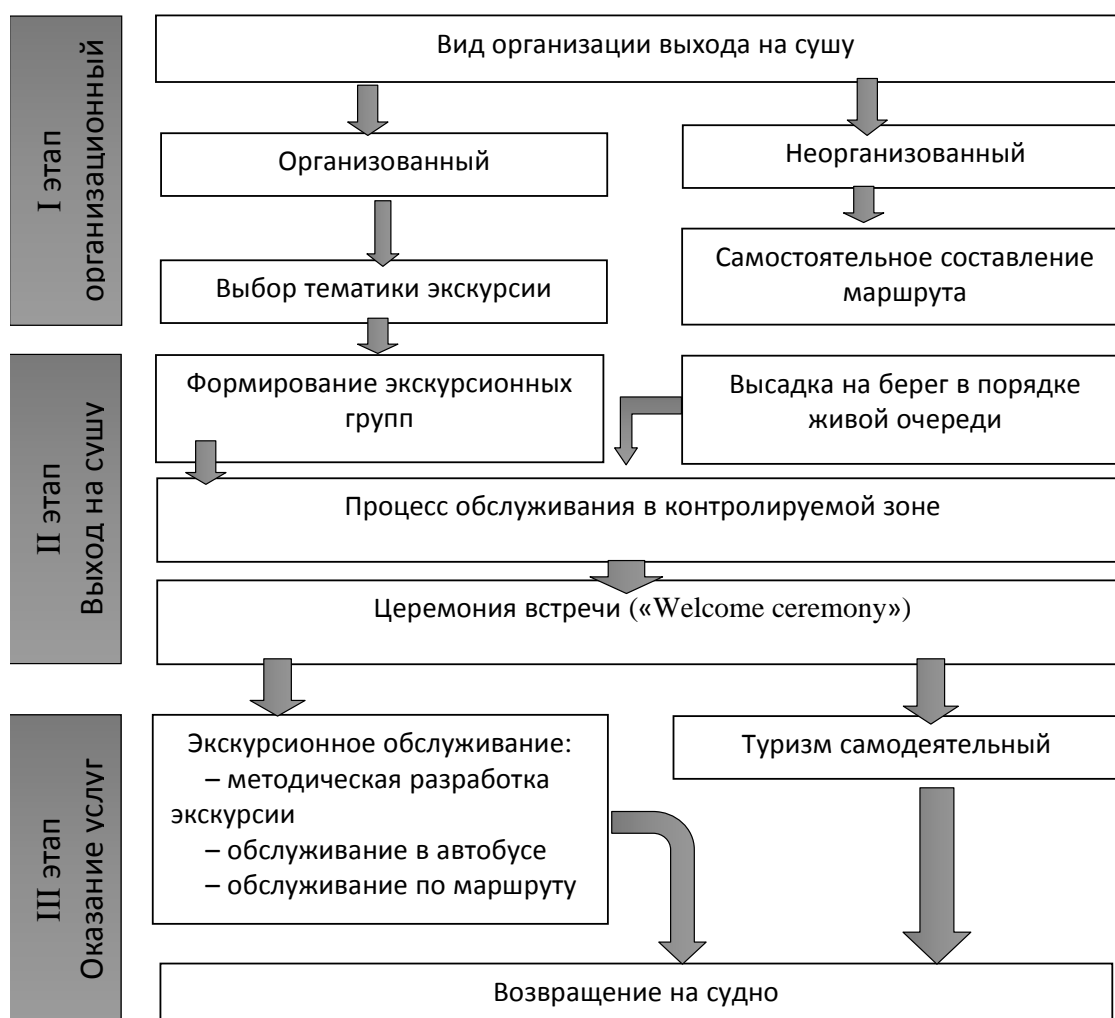 I этап
организационный
Вид организации выхода на сушу
Организованный
Неорганизованный
Выбор тематики экскурсии
Самостоятельное составление
маршрута
II этап
Выход на сушу
Формирование экскурсионных
групп
Высадка на берег в порядке
живой очереди
Процесс обслуживания в контролируемой зоне
Церемония встречи («Welcome ceremony»)
III этап
Оказание услуг
Экскурсионное обслуживание:
– методическая разработка
экскурсии
– обслуживание в автобусе
– обслуживание по маршруту
Туризм самодеятельный
Возвращение на судно